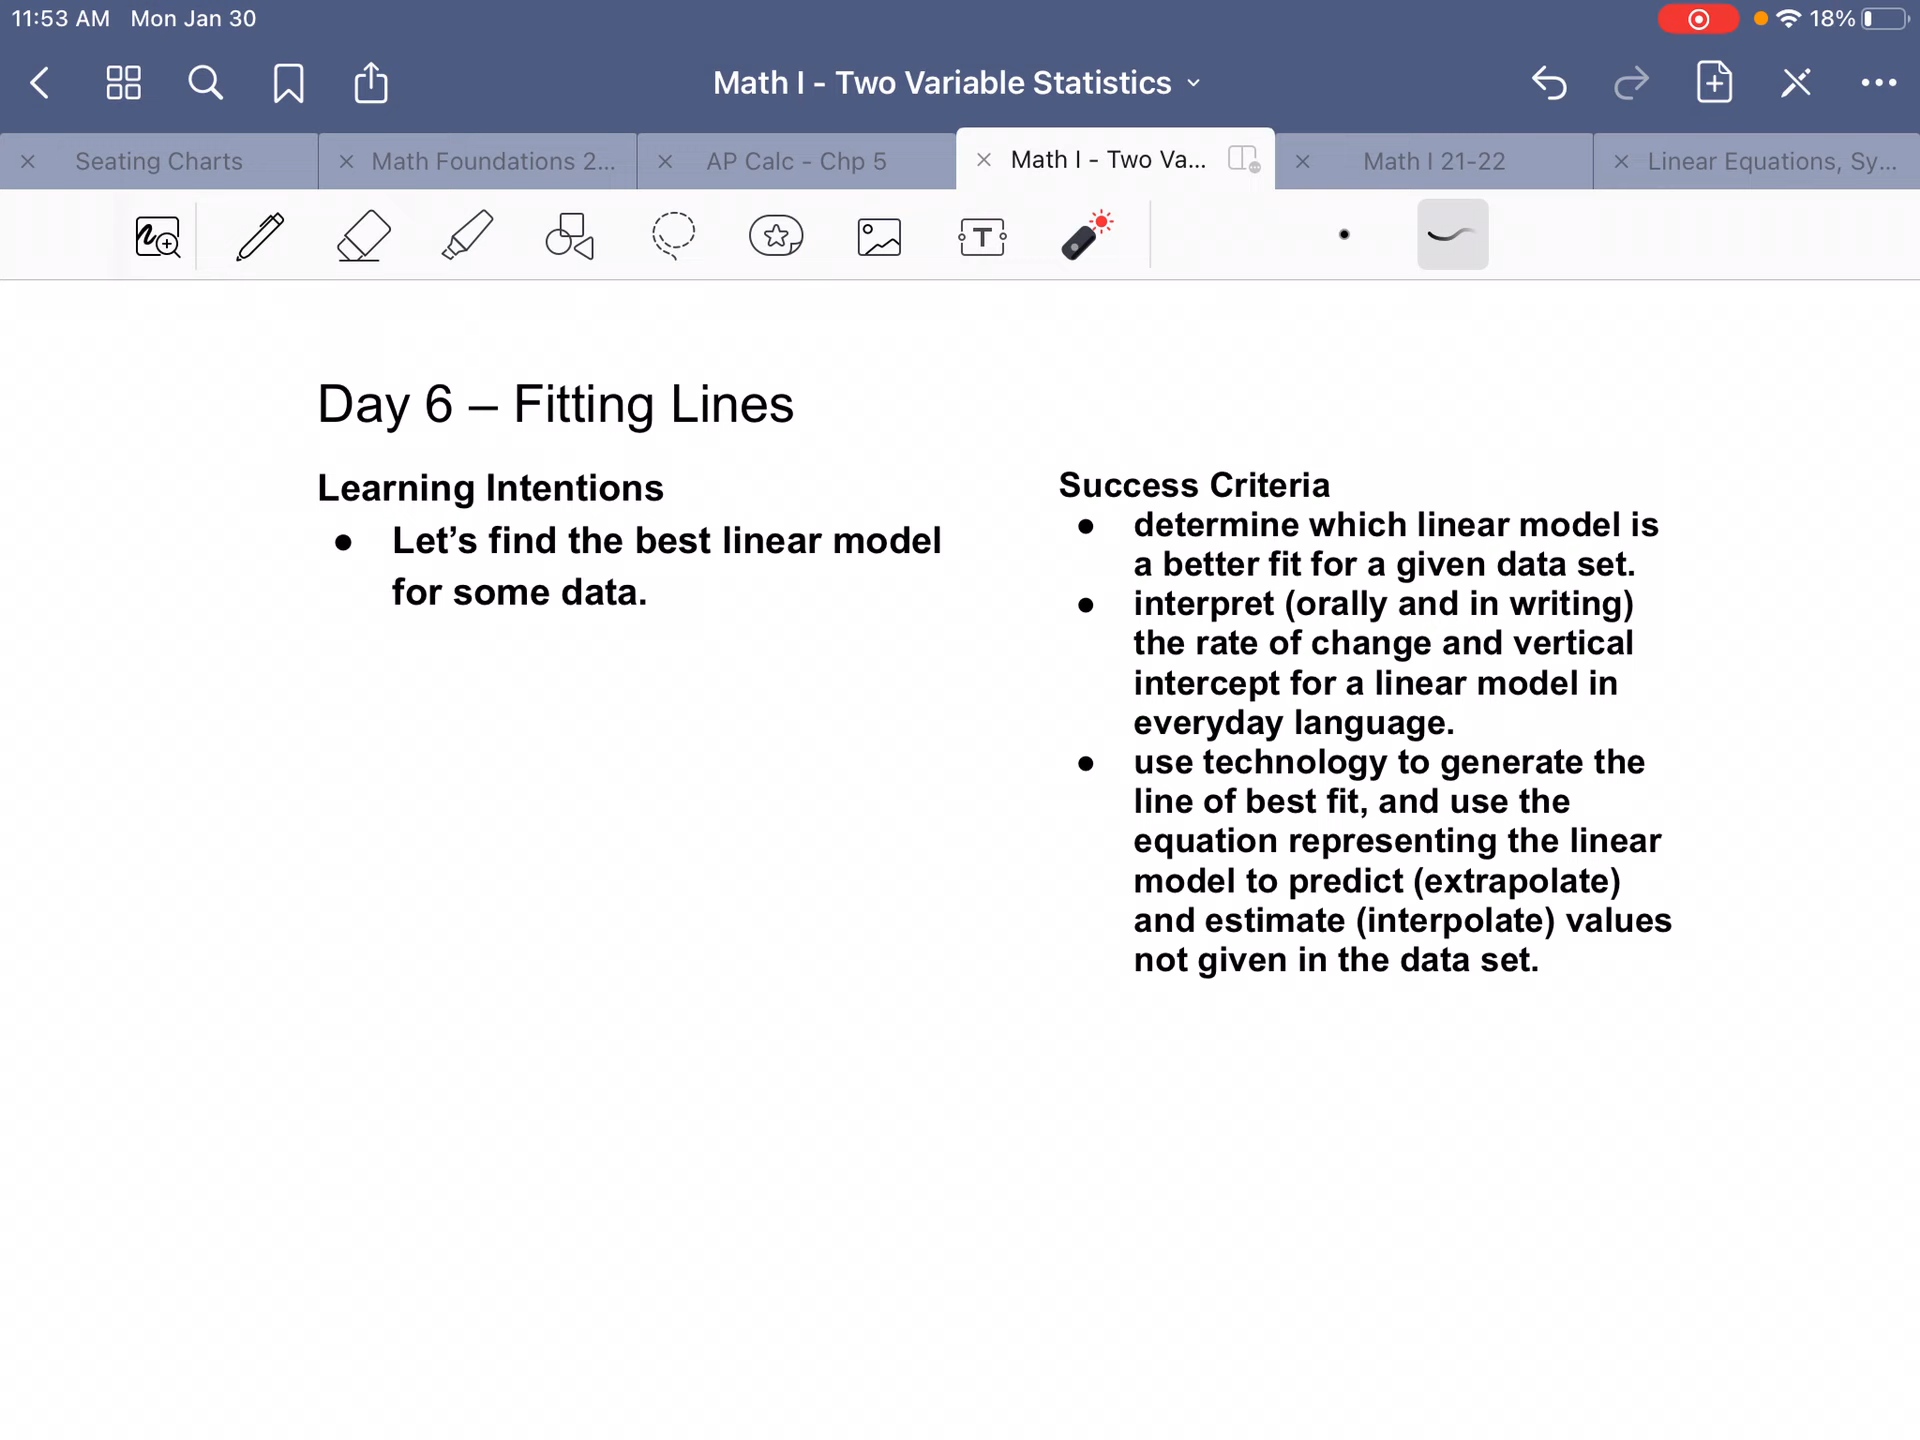 11:53 AM Mon Jan 30
18%
Math I - Two Variable Statistics
Seating Charts
Math Foundations 2...
AP Calc - Chp 5
Math I - Two Va...
Math I 21-22
Linear Equations, Sy...
T
Day 6 – Fitting Lines
Learning Intentions
● Let’s find the best linear model
for some data.
Success Criteria
● determine which linear model is
a better fit for a given data set.
● interpret (orally and in writing)
the rate of change and vertical
intercept for a linear model in
everyday language.
● use technology to generate the
line of best fit, and use the
equation representing the linear
model to predict (extrapolate)
and estimate (interpolate) values
not given in the data set.